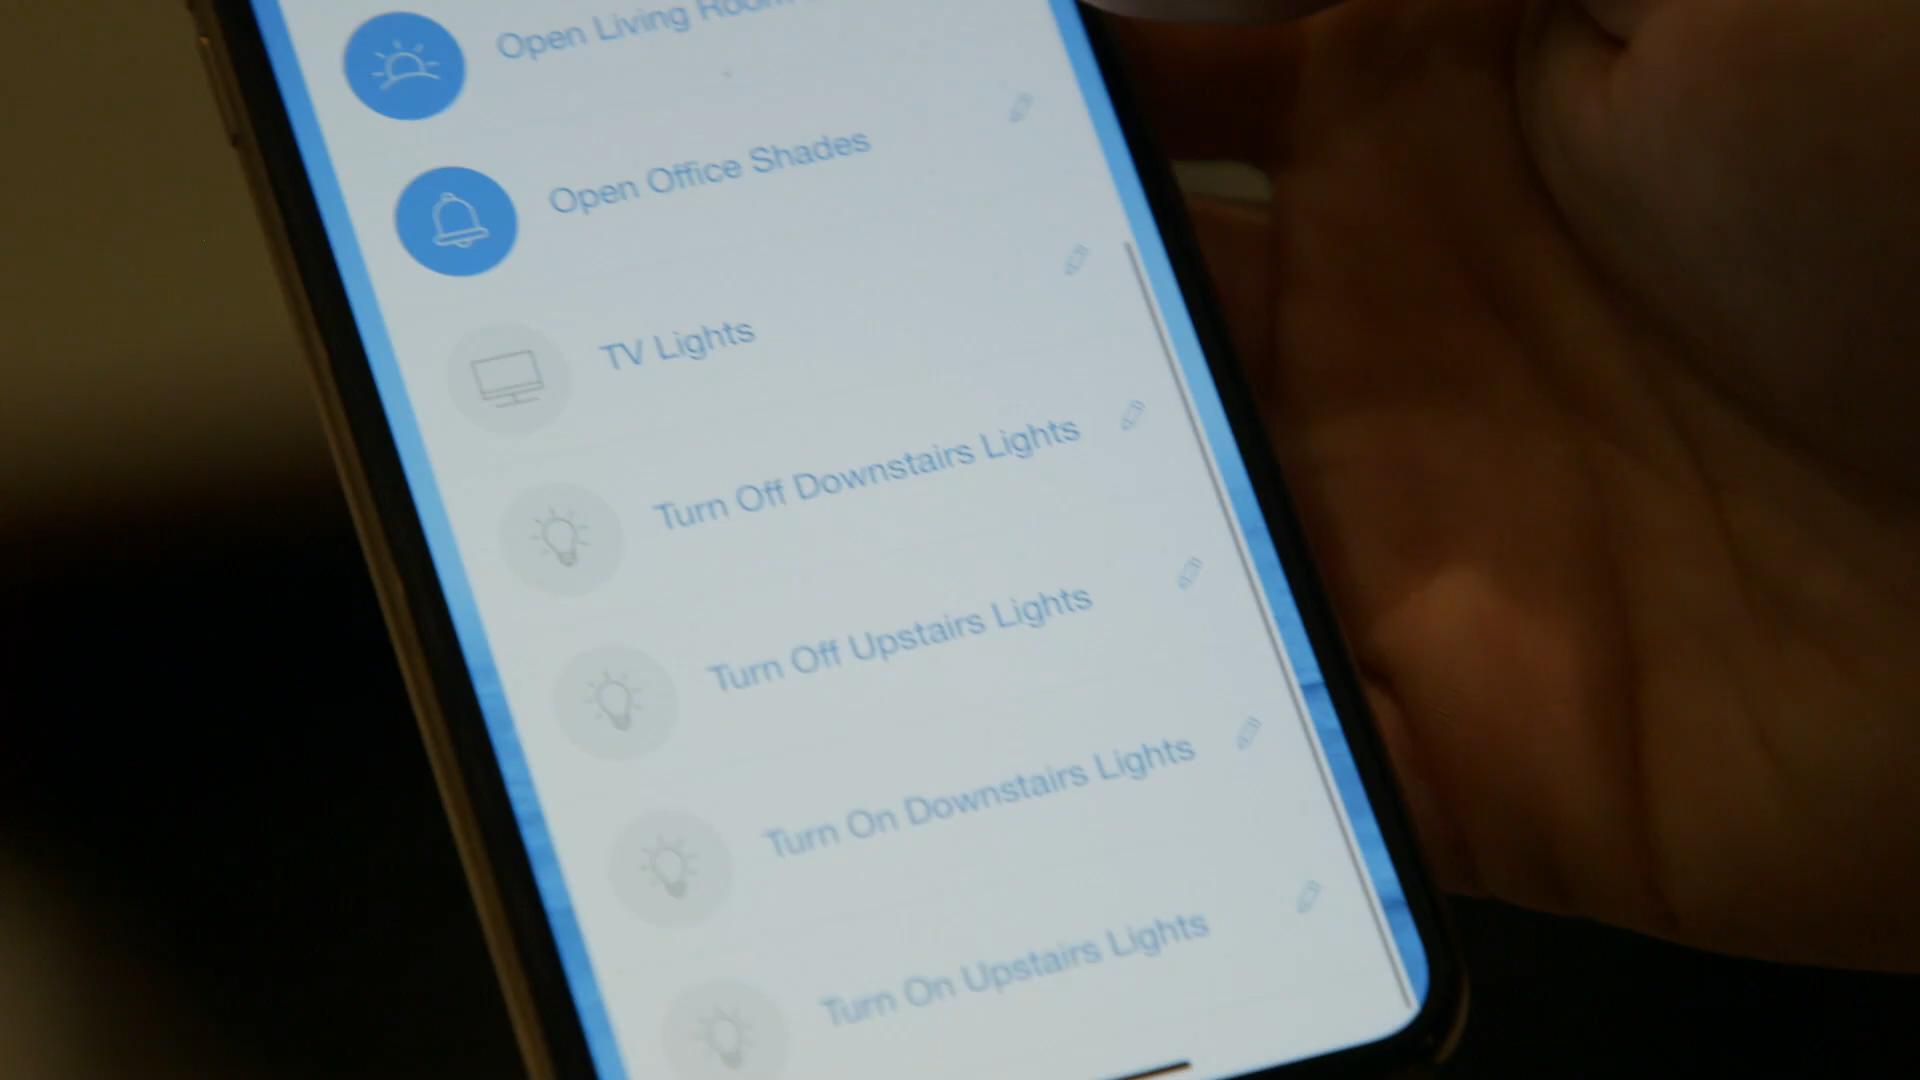 Open Living Room
Open Office Shades
TV Lights
Turn Off Downstairs Lights
Turn Off Upstairs Lights
Turn On Downstairs Lights
Turn On Upstairs Lights